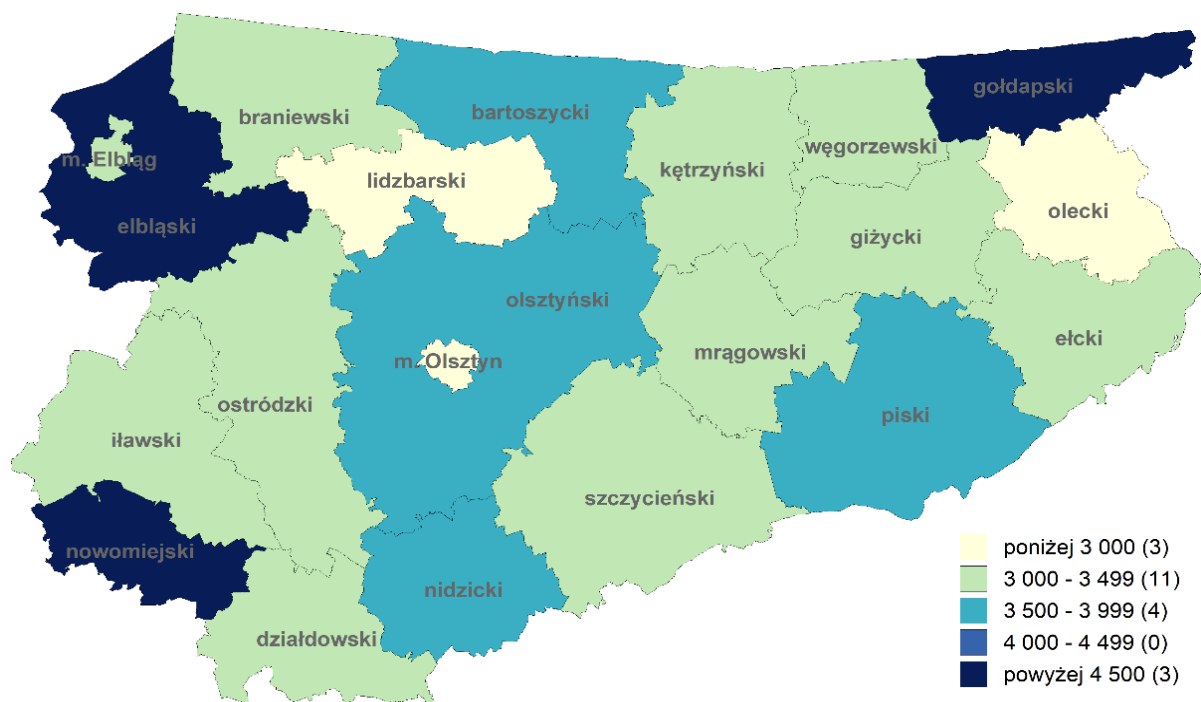 gołdapski
bartoszycki
braniewski
węgorzewski
m. Elbląg
kętrzyński
lidzbarski
olecki
elbląski
giżycki
olsztyński
ełcki
mrągowski
m. Olsztyn
ostródzki
piski
iławski
szczycieński
nowomiejski
nidzicki
działdowski
poniżej 3 000 (3)
3 000 - 3 499 (11)
3 500 - 3 999 (4)
4 000 - 4 499 (0)
powyżej 4 500 (3)